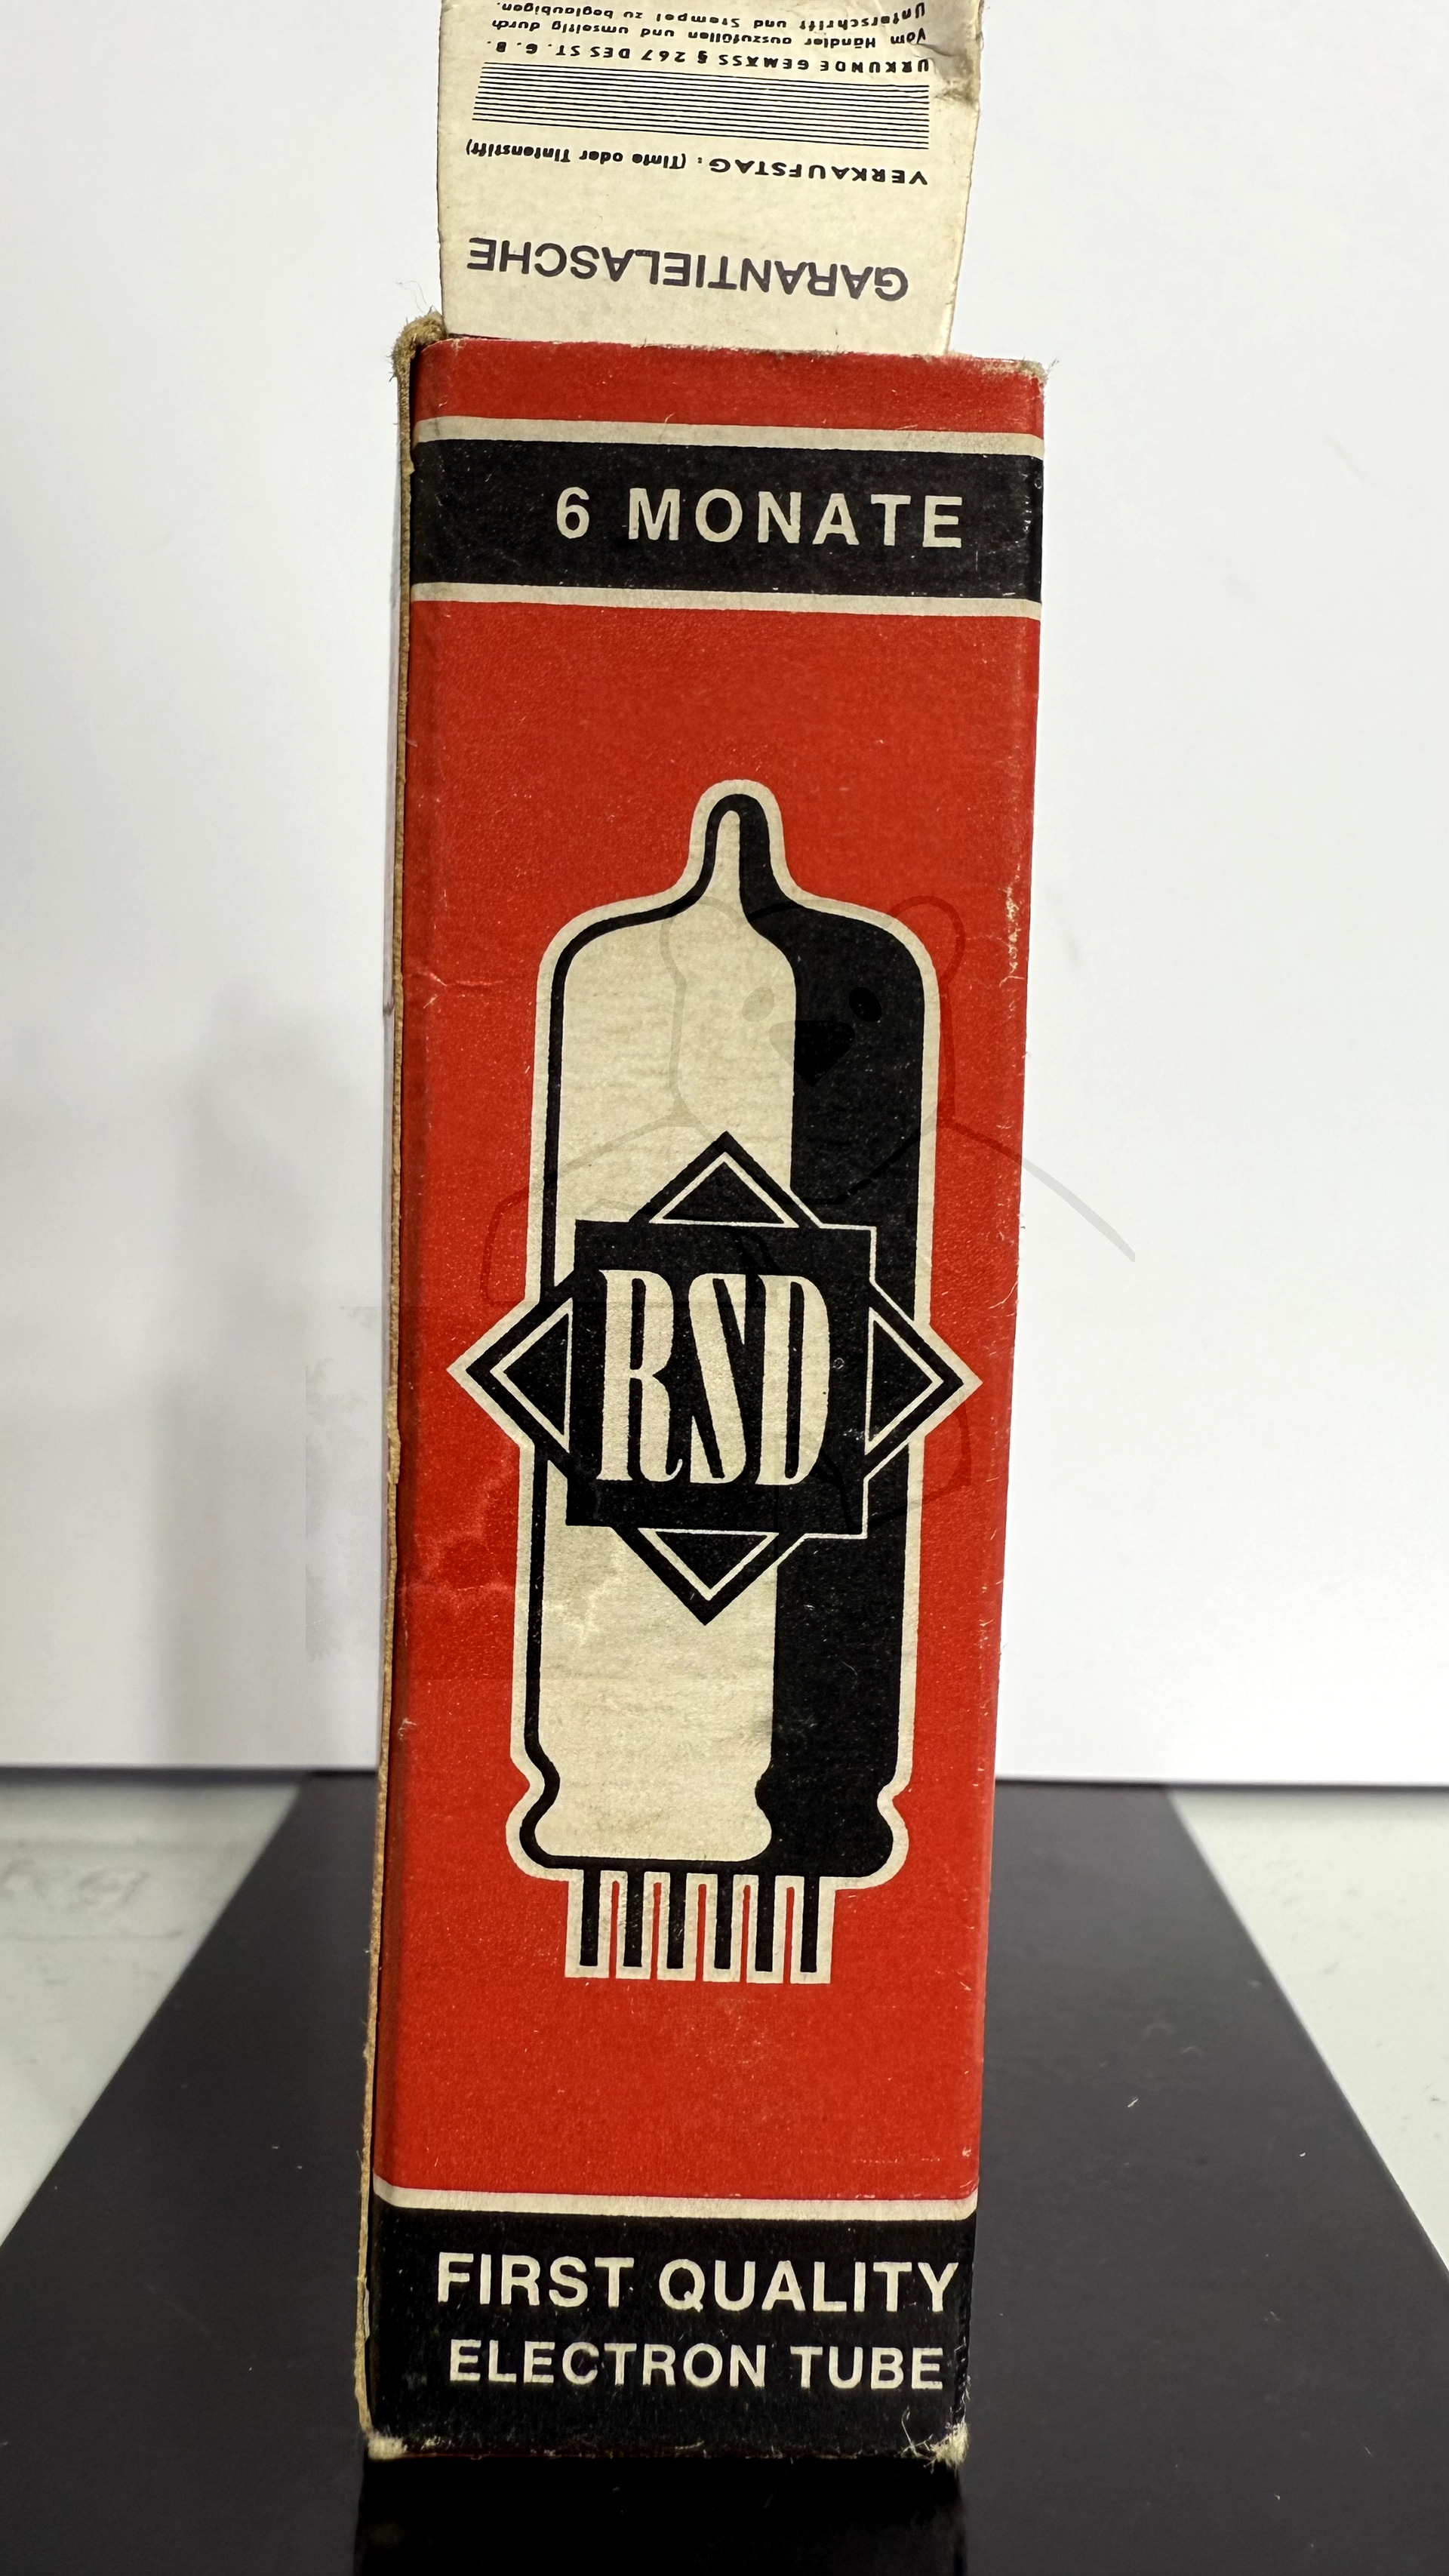 Unterschrift und Stempel zu beglaubigen.
Vom Händler auszufüllen und umseitig durch
URKUNDE GEMÄSS § 267 DES ST. G. B.
VERKAUFSTAG: (Tinte oder Tintenstift)
GARANTIELASCHE
6 MONATE
RSD
FIRST QUALITY
ELECTRON TUBE